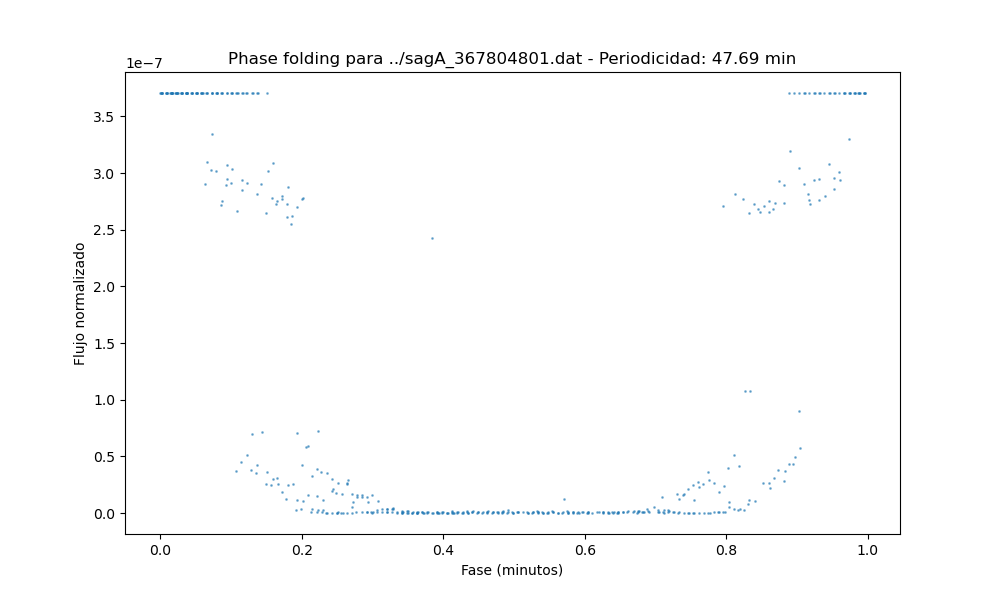 Phase folding para ../sagA_367804801.dat - Periodicidad: 47.69 min
1e−7
3.5
3.0
2.5
2.0
1.5
1.0
0.5
0.0
Flujo normalizado
0.0 0.2 0.4 0.6 0.8 1.0
Fase (minutos)